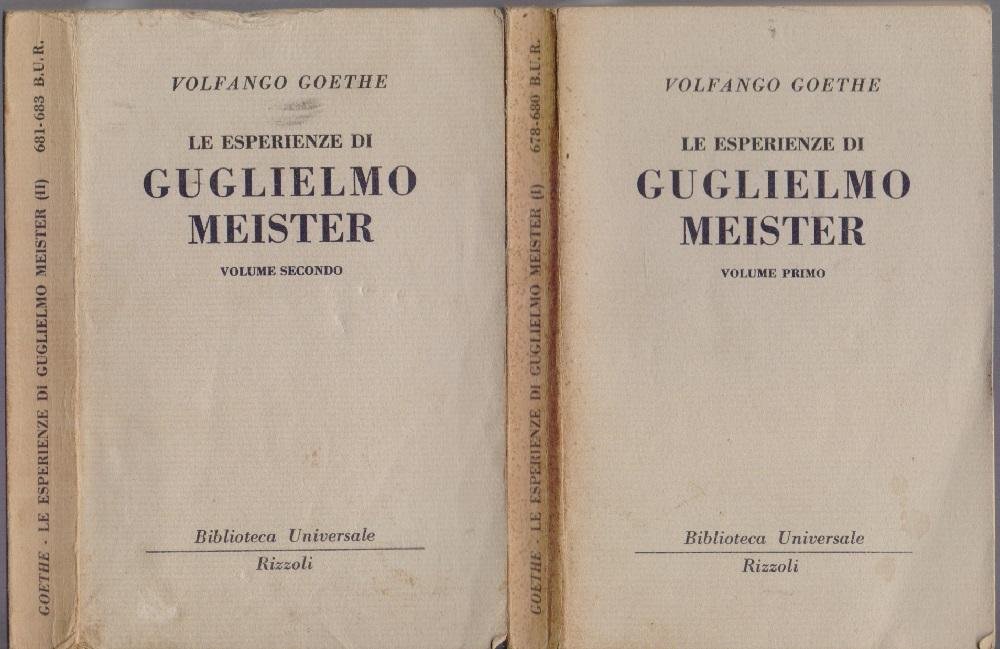 GOETHE - LE ESPERIENZE DI GUGLIELMO MEISTER (II) 681-683 B.U.R.
VOLFANGO GOETHE
LE ESPERIENZE DI
GUGLIELMO
MEISTER
VOLUME SECONDO
Biblioteca Universale
Rizzoli
GOETHE - LE ESPERIENZE DI GUGLIELMO MEISTER (I) 678-680 B.U.R.
VOLFANGO GOETHE
LE ESPERIENZE DI
GUGLIELMO
MEISTER
VOLUME PRIMO
Biblioteca Universale
Rizzoli